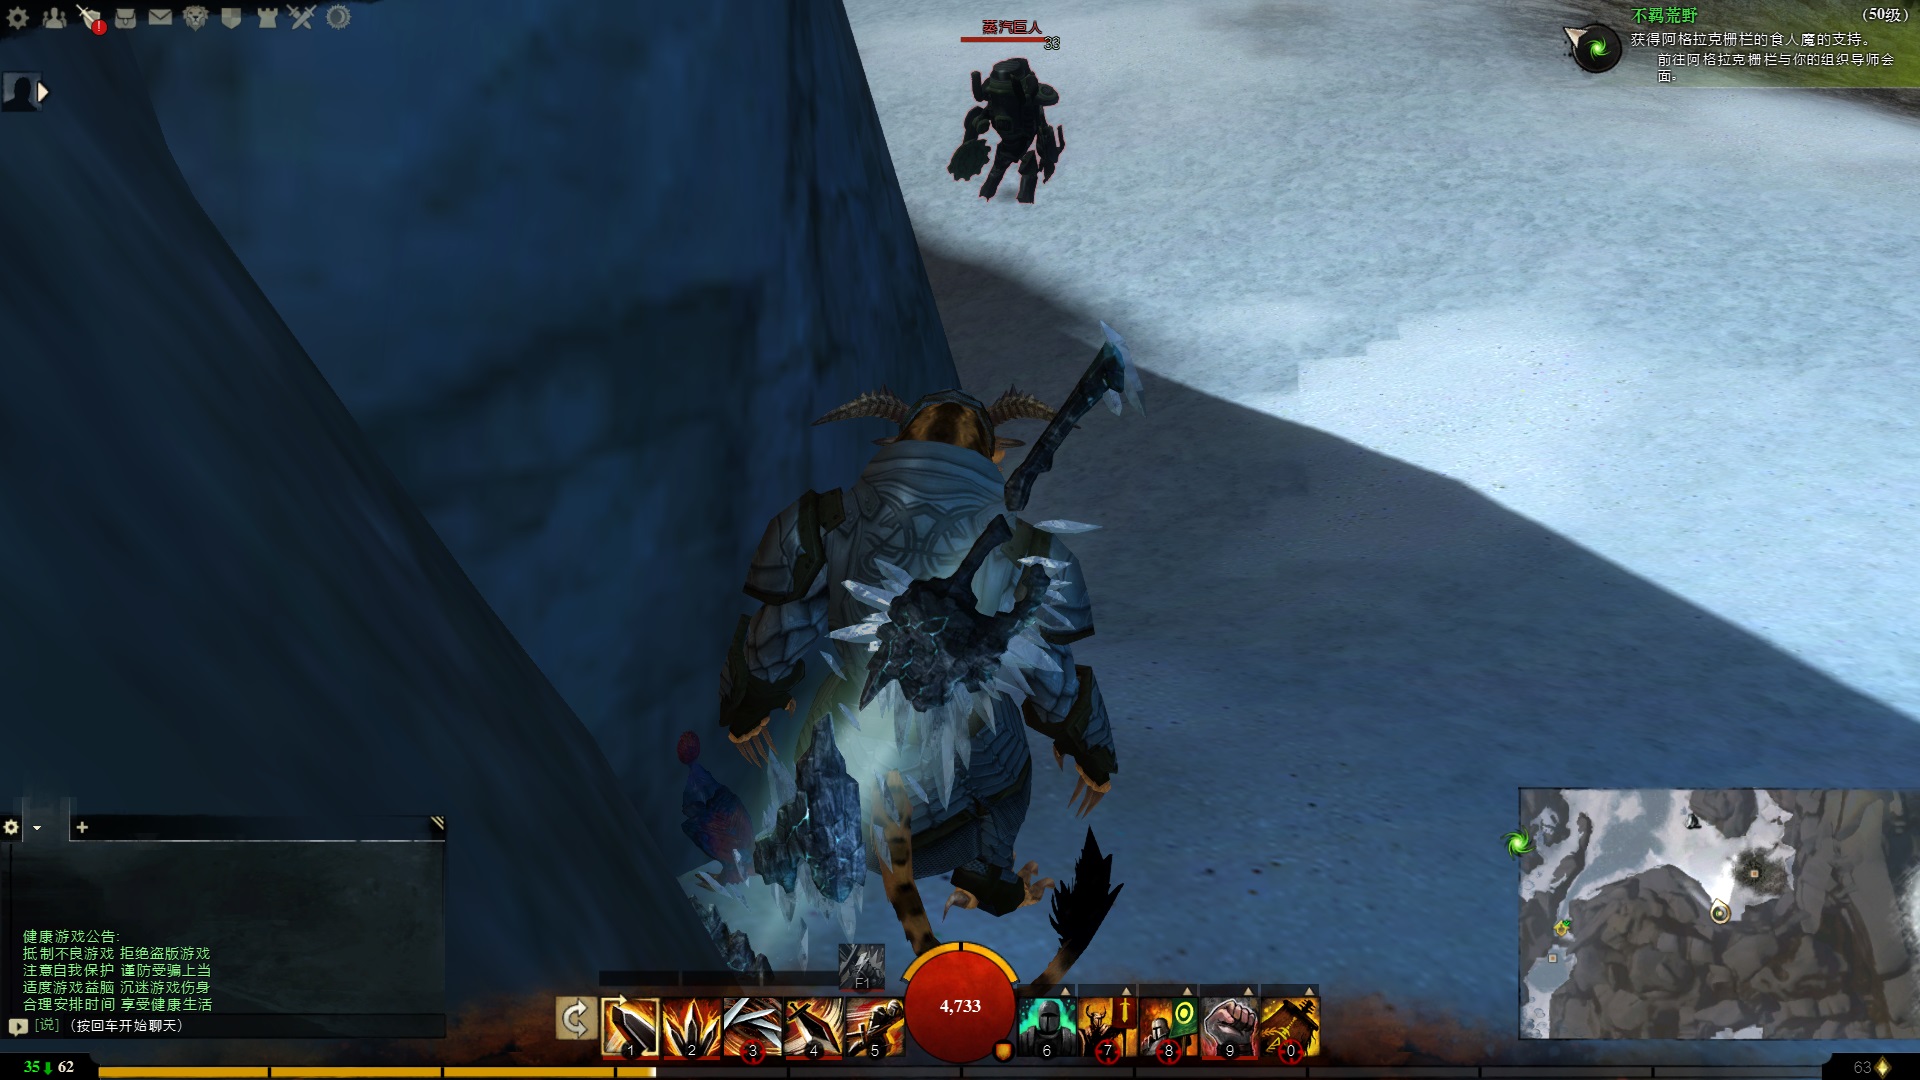 蒸汽巨人
33
不羁荒野
(50级)
获得阿格拉克栅栏的食人魔的支持。
前往阿格拉克栅栏与你的组织导师会
面。
健康游戏公告:
抵制不良游戏 拒绝盗版游戏
注意自我保护 谨防受骗上当
适度游戏益脑 沉迷游戏伤身
合理安排时间 享受健康生活
[说] (按回车开始聊天)
F1
4,733
1 2 3 4 5 6 7 8 9 0
35 62
63